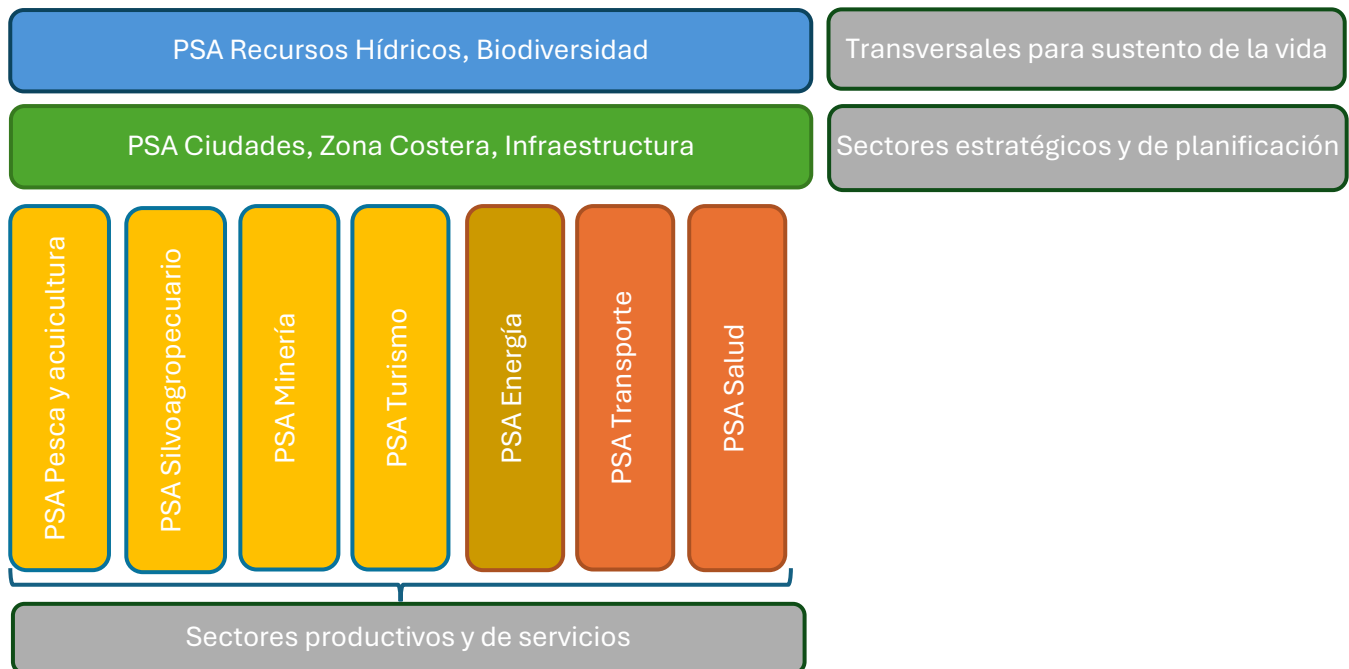 PSA Recursos Hídricos, Biodiversidad
Transversales para sustento de la vida
PSA Ciudades, Zona Costera, Infraestructura
Sectores estratégicos y de planificación
PSA Pesca y acuicultura
PSA Silvoagropecuario
PSA Minería
PSA Turismo
PSA Energía
PSA Transporte
PSA Salud
Sectores productivos y de servicios